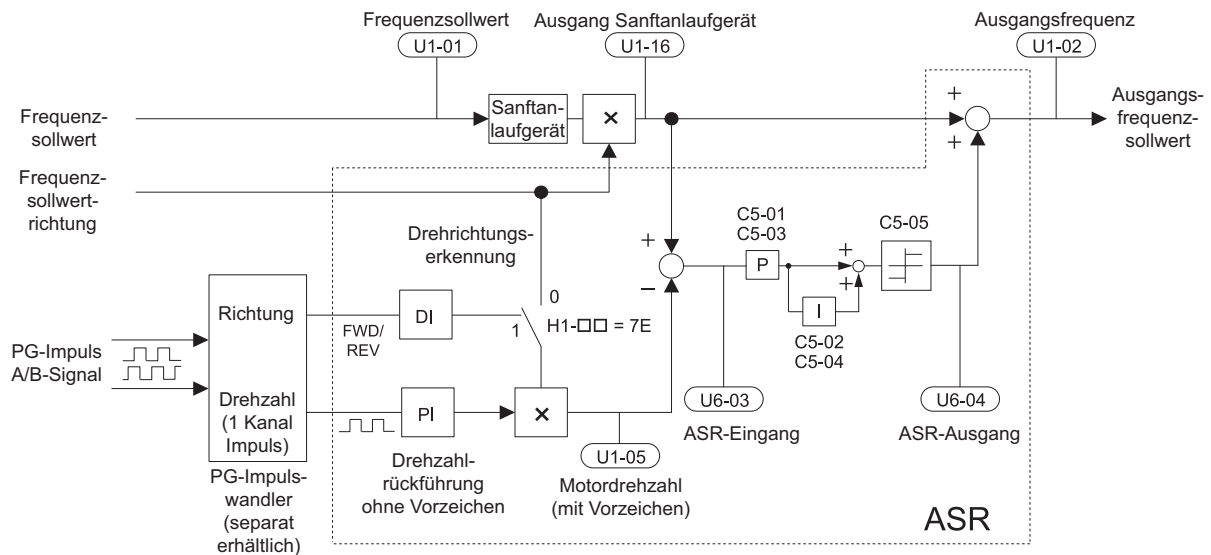 Frequenzsollwert
U1-01
Ausgang Sanftanlaufgerät
U1-16
Ausgangsfrequenz
U1-02
Frequenz-
sollwert
Sanftan-
laufgerät
×
+
+
Ausgangs-
frequenz-
sollwert
Frequenz-
sollwert-
richtung
Drehrichtungs-
erkennung
+
−
C5-01
C5-03
P
+
+
I
C5-02
C5-04
C5-05
PG-Impuls
A/B-Signal
Richtung
Drehzahl
(1 Kanal
Impuls)
PG-Impuls-
wandler
(separat
erhältlich)
FWD/
REV
DI
0
1
H1-□□ = 7E
PI
×
Drehzahl-
rückführung
ohne Vorzeichen
U1-05
Motordrehzahl
(mit Vorzeichen)
U6-03
ASR-Eingang
U6-04
ASR-Ausgang
ASR